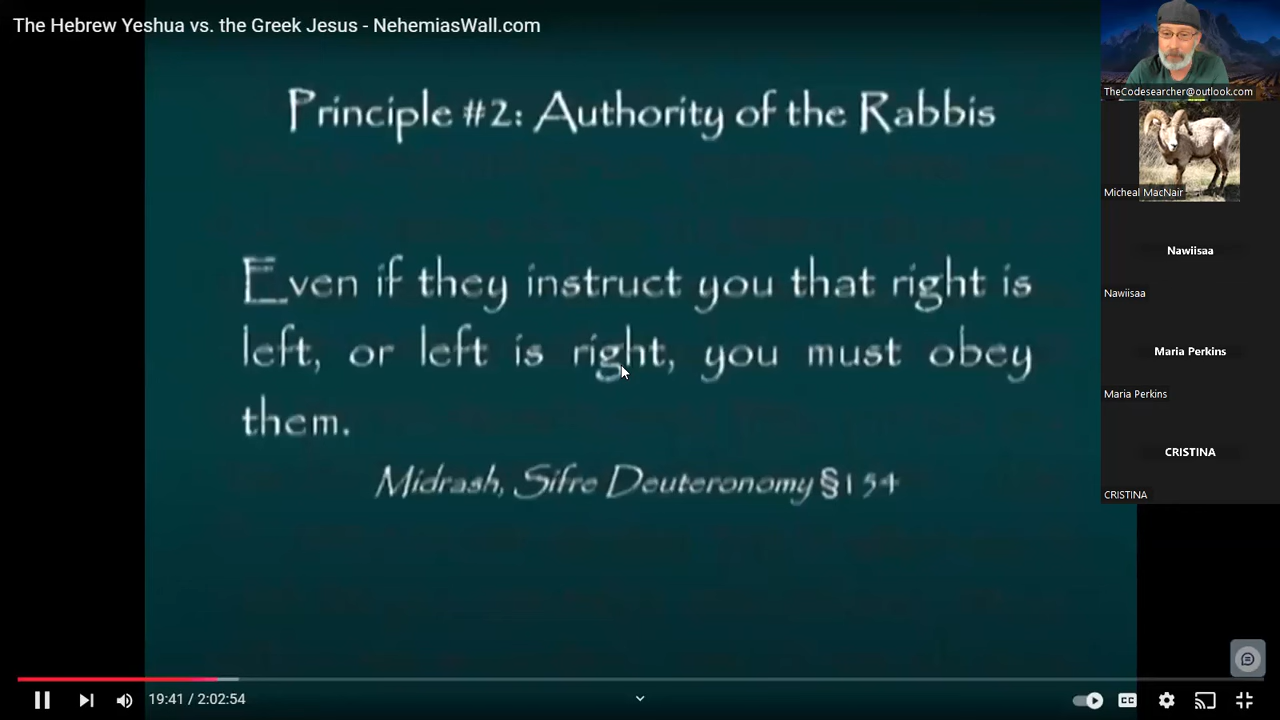 The Hebrew Yeshua vs. the Greek Jesus - NehemiasWall.com
Principle #2: Authority of the Rabbis
Even if they instruct you that right is
left, or left is right, you must obey
them.
Midrash, Sifre Deuteronomy §154
TheCodesearcher@outlook.com
Micheal MacNair
Nawiisaa
Nawiisaa
Maria Perkins
Maria Perkins
CRISTINA
CRISTINA
19:41 / 2:02:54
CC